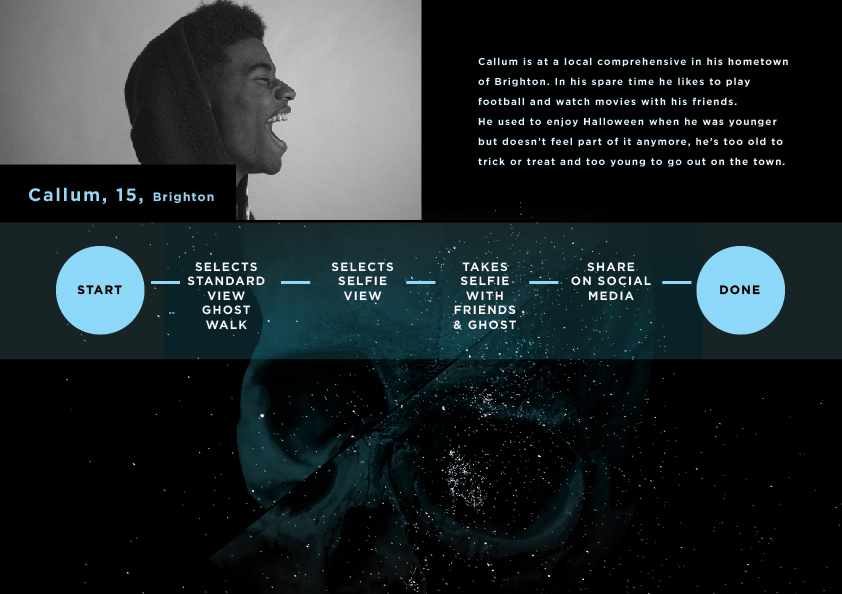 Callum is at a local comprehensive in his hometown
of Brighton. In his spare time he likes to play
football and watch movies with his friends.
He used to enjoy Halloween when he was younger
but doesn't feel part of it anymore, he's too old to
trick or treat and too young to go out on the town.
Callum, 15, Brighton
START
SELECTS
STANDARD
VIEW
GHOST
WALK
SELECTS
SELFIE
VIEW
TAKES
SELFIE
WITH
FRIENDS
& GHOST
SHARE
ON SOCIAL
MEDIA
DONE